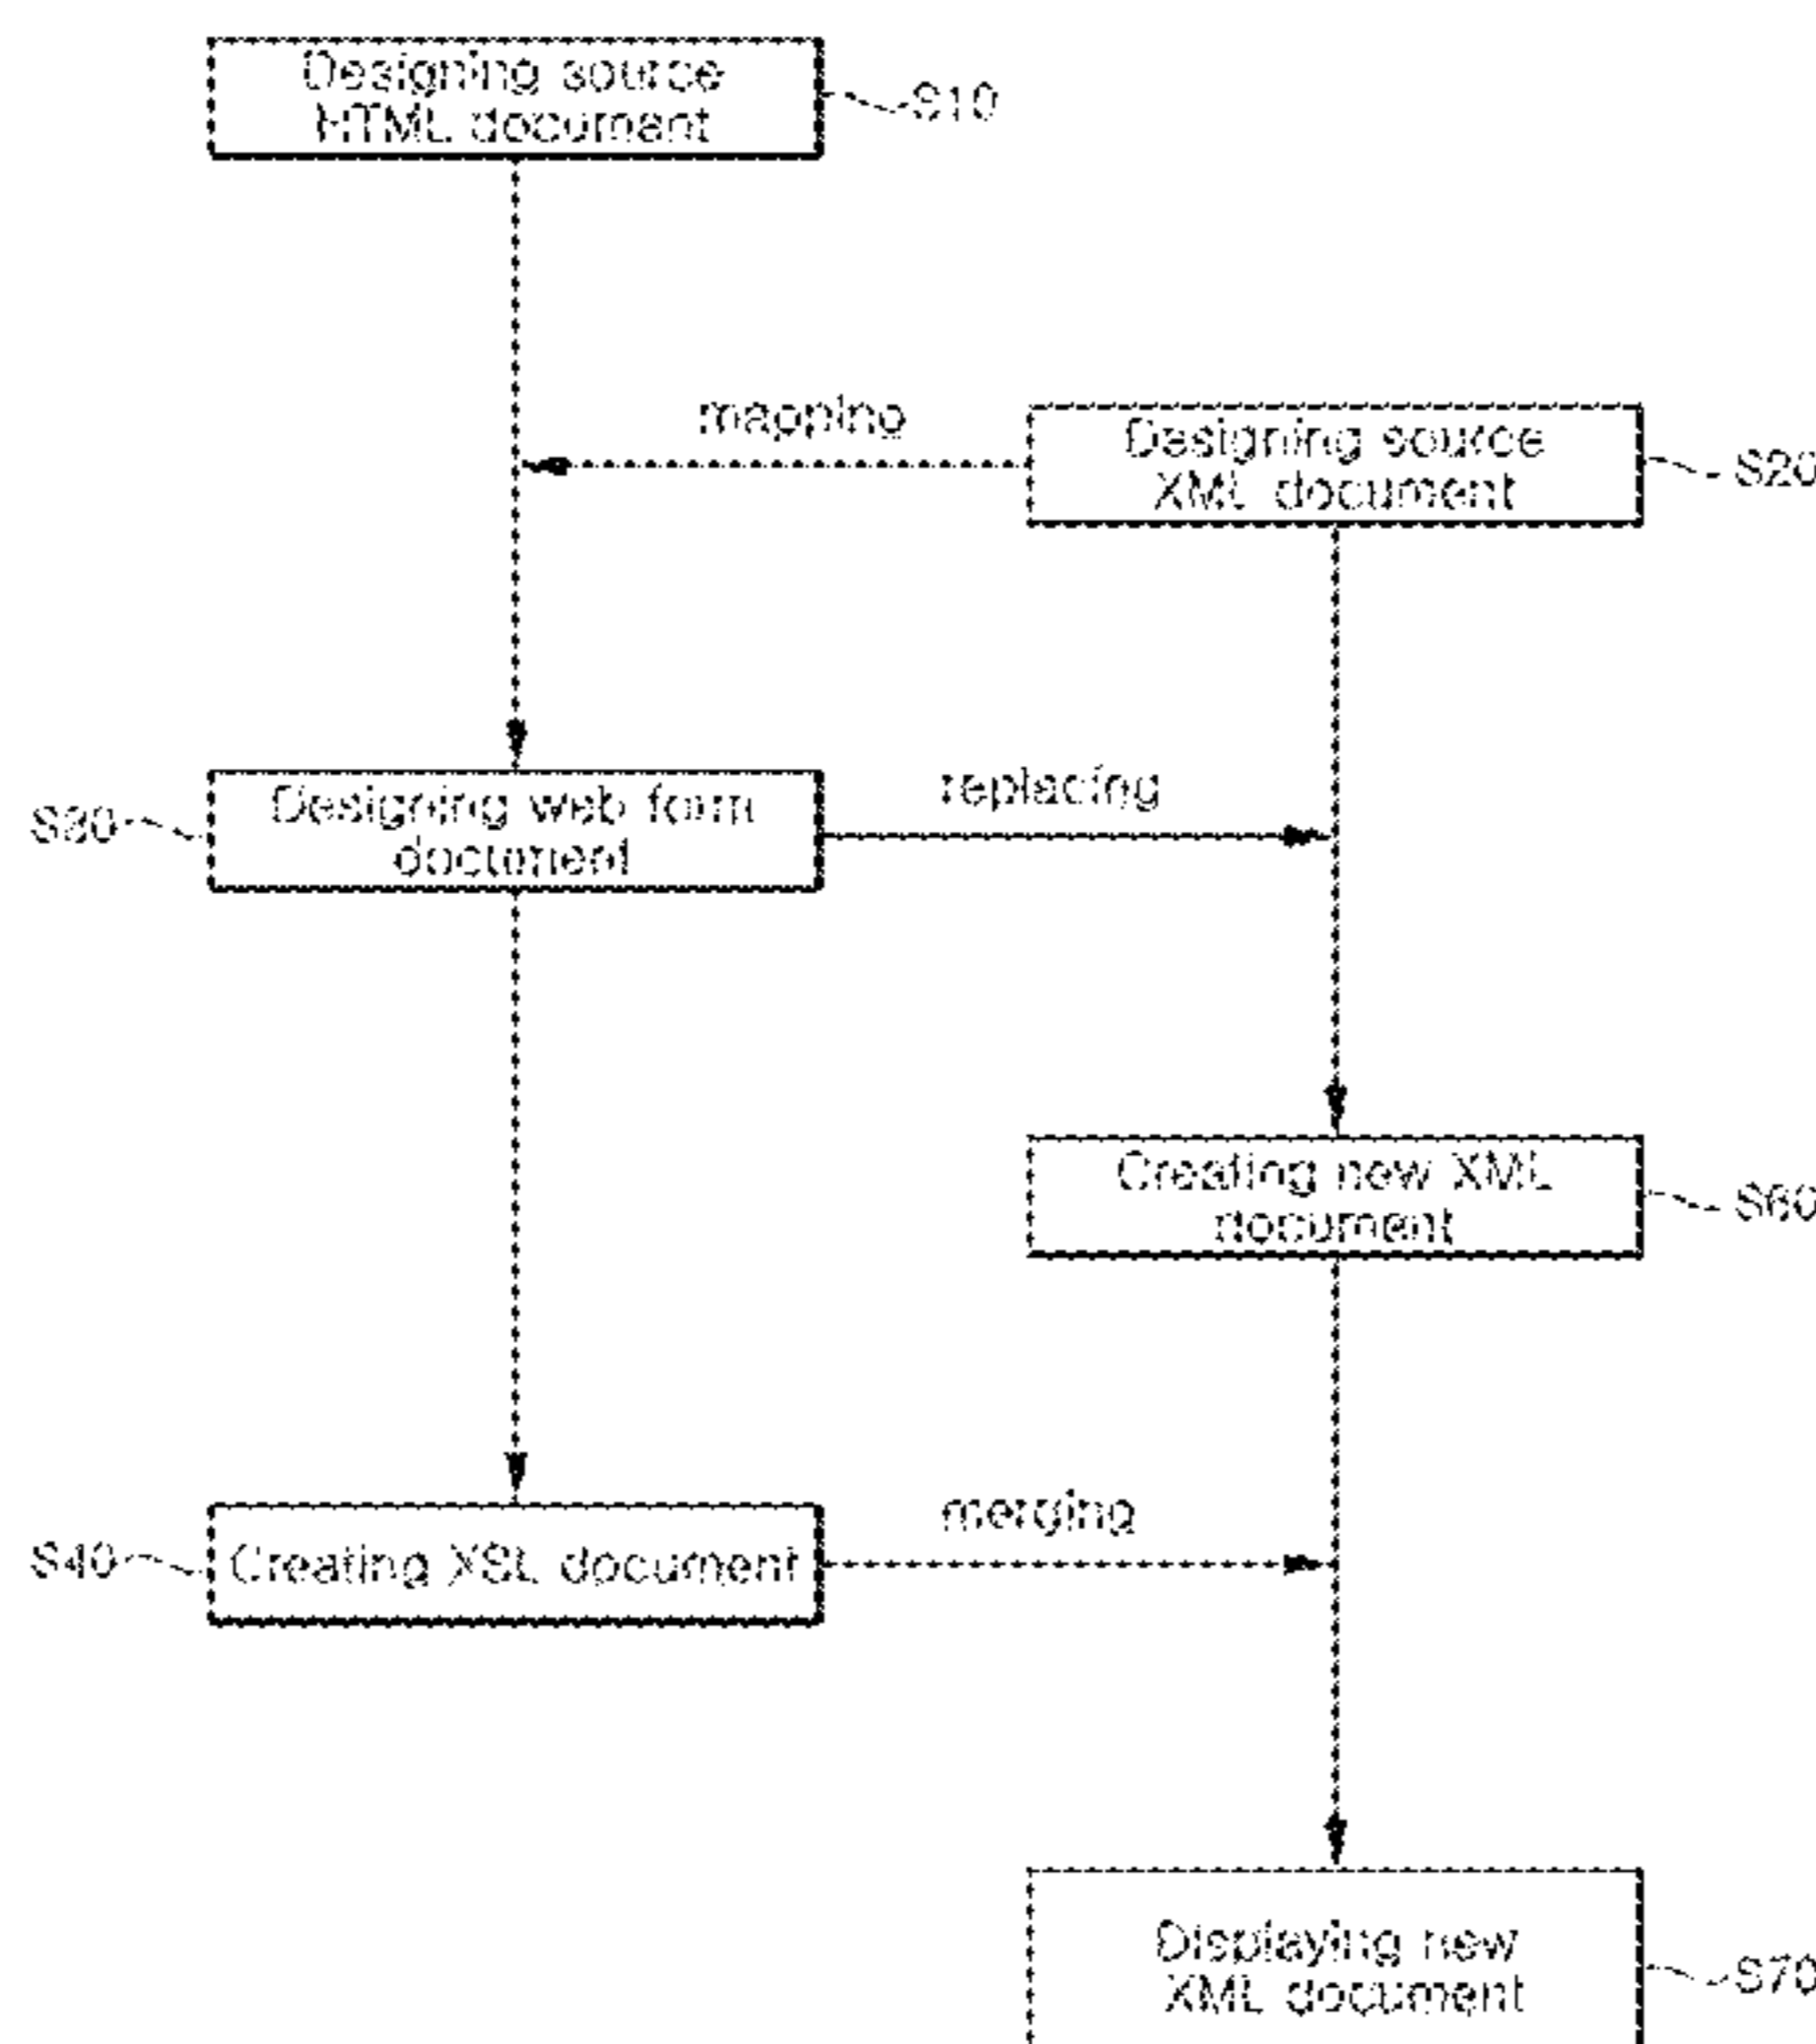 Designing source
HTML document
S10
mapping
Designing source
XML document
S20
Designing web form
document
S30
replacing
Creating new XML
document
S60
Creating XSL document
S40
merging
Displaying new
XML document
S70